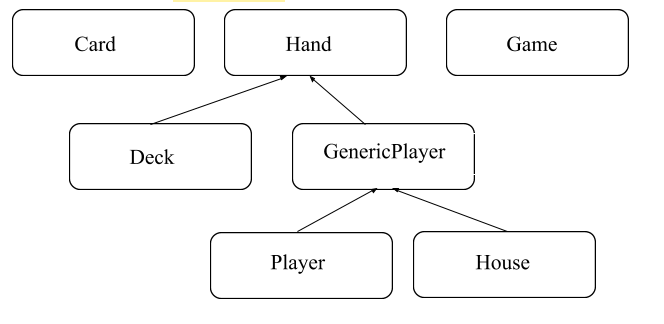 Card
Hand
Game
Deck
GenericPlayer
Player
House